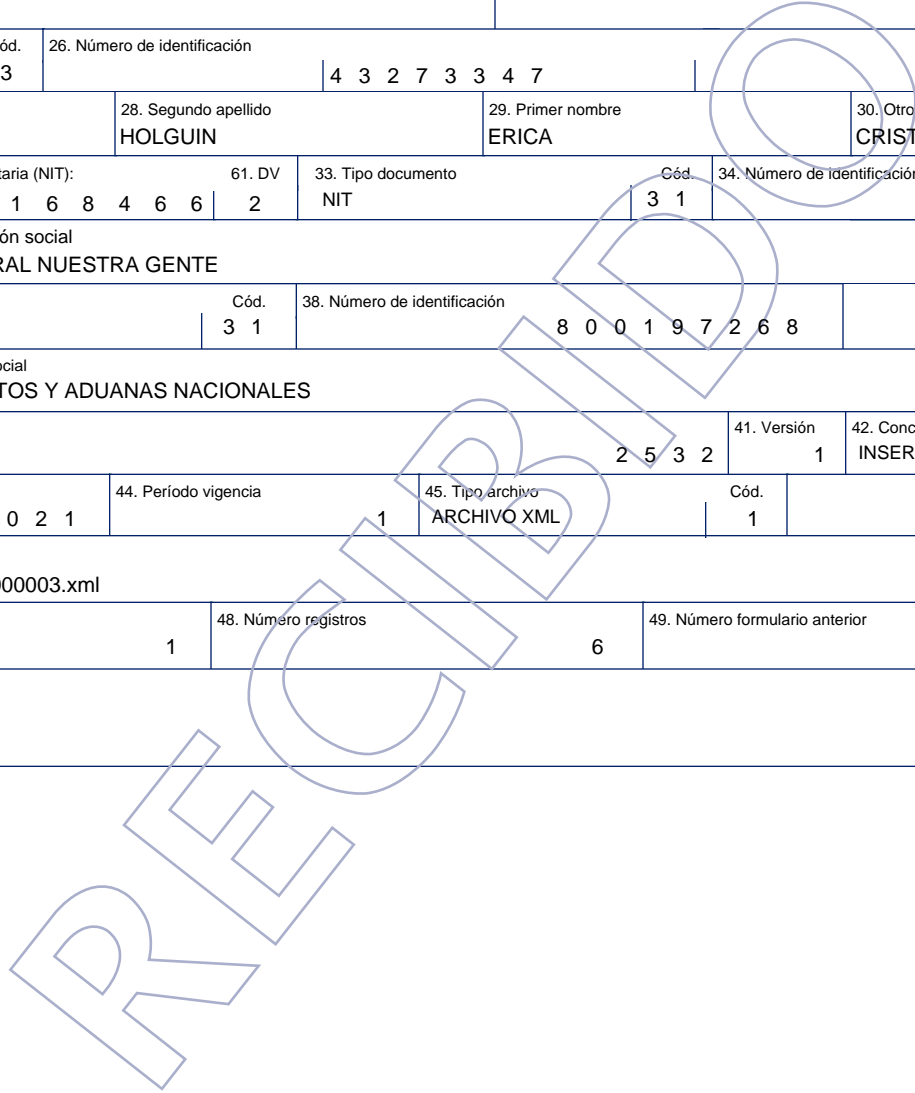 ód. 26. Número de identificación
3 4 3 2 7 3 3 4 7
28. Segundo apellido 29. Primer nombre 30. Otro
HOLGUIN ERICA CRIST
taria (NIT): 61. DV 33. Tipo documento Cód. 34. Número de identificación
1 6 8 4 6 6 2 NIT 3 1
ón social
RAL NUESTRA GENTE
Cód. 38. Número de identificación
3 1 8 0 0 1 9 7 2 6 8
ocial
TOS Y ADUANAS NACIONALES
41. Versión 42. Conc
2 5 3 2 1 INSER
44. Período vigencia 45. Tipo archivo Cód.
0 2 1 1 ARCHIVO XML 1
000003.xml
48. Número registros 49. Número formulario anterior
1 6
RECIBIDO